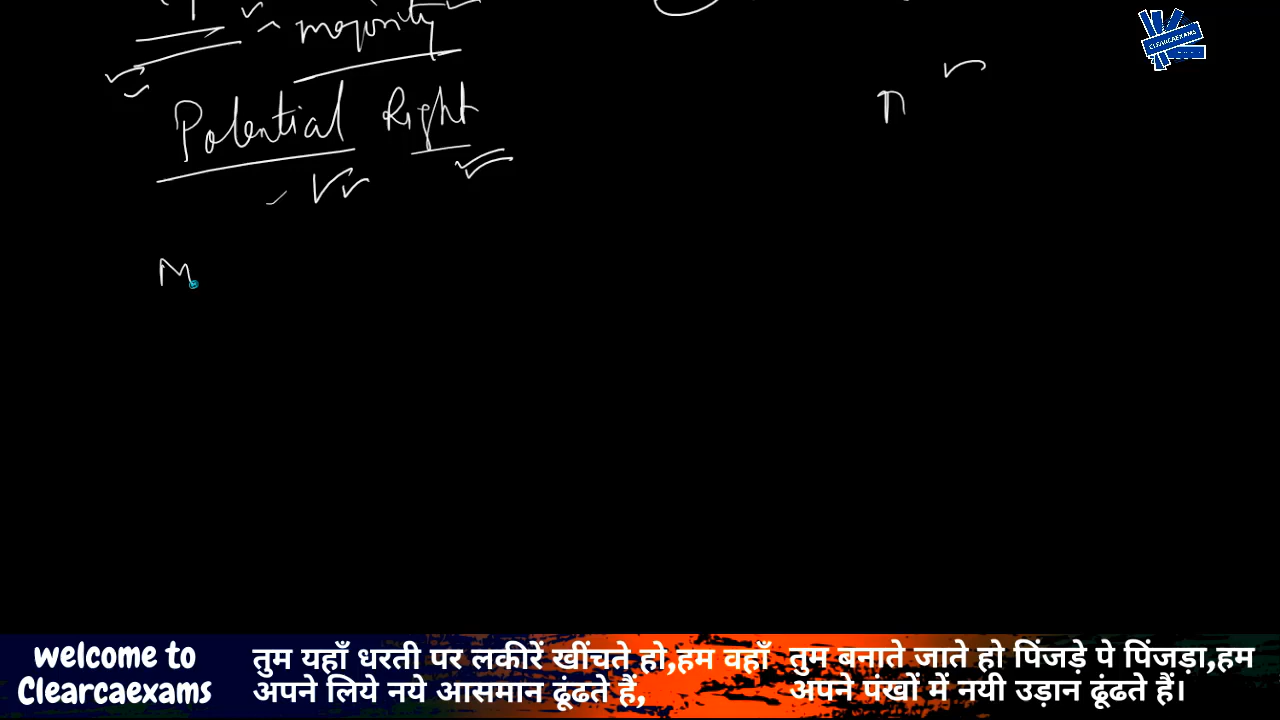 majority
CLEARCAEXAMS
Potential Right
n
M
welcome to
Clearcaexams
तुम यहाँ धरती पर लकीरें खींचते हो,हम वहाँ
अपने लिये नये आसमान ढूंढते हैं,
तुम बनाते जाते हो पिंजड़े पे पिंजड़ा,हम
अपने पंखों में नयी उड़ान ढूंढते हैं।